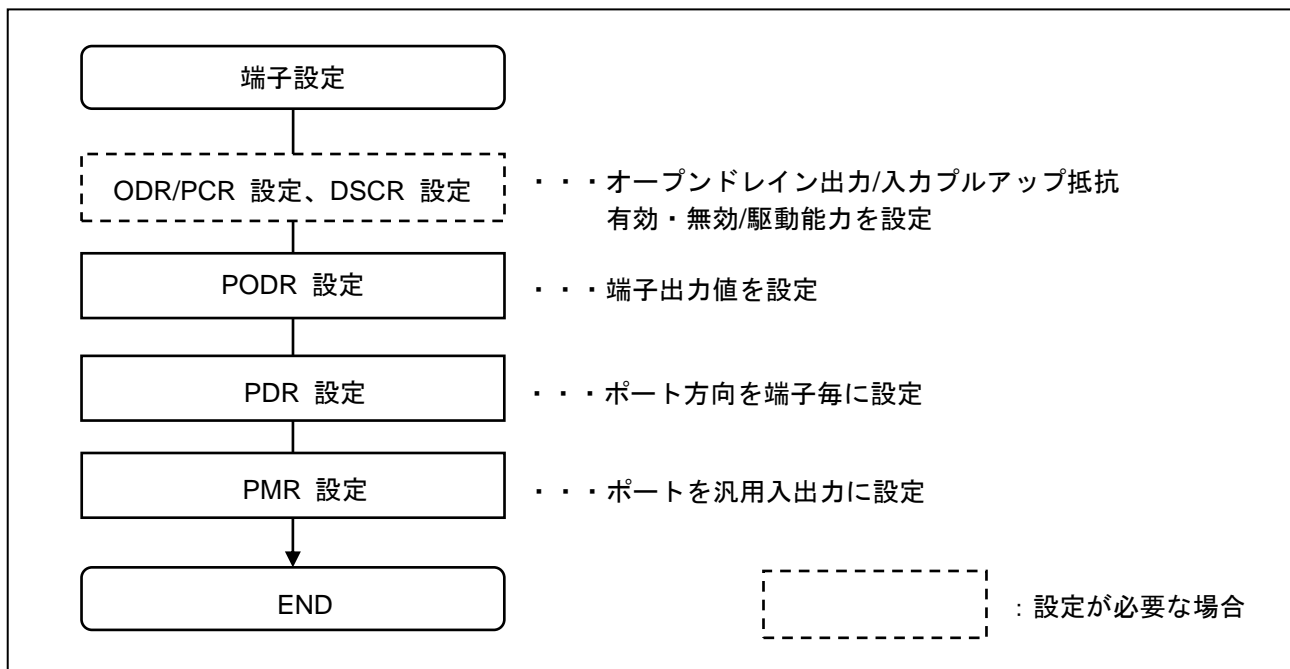 端子設定
ODR/PCR 設定、DSCR 設定
・・・オープンドレイン出力/入力プルアップ抵抗
有効・無効/駆動能力を設定
PODR 設定
・・・端子出力値を設定
PDR 設定
・・・ポート方向を端子毎に設定
PMR 設定
・・・ポートを汎用入出力に設定
END
：設定が必要な場合